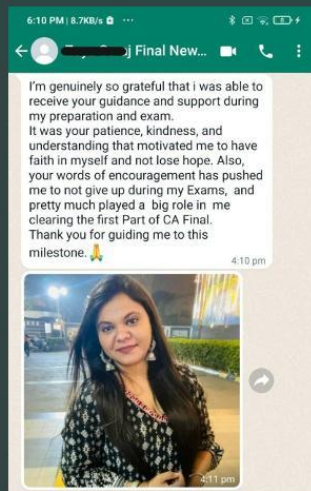 6:10 PM | 8.7KB/s
j Final New...
I'm genuinely so grateful that i was able to
receive your guidance and support during
my preparation and exam.
It was your patience, kindness, and
understanding that motivated me to have
faith in myself and not lose hope. Also,
your words of encouragement has pushed
me to not give up during my Exams, and
pretty much played a big role in me
clearing the first Part of CA Final.
Thank you for guiding me to this
milestone.🙏
4:10 pm
4:11 pm